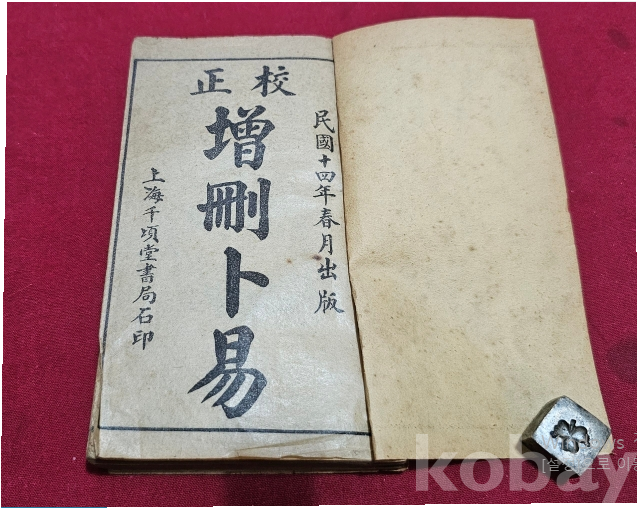 校正
民國十四年春月出版
增刪卜易
上海千頃堂書局石印
kobay